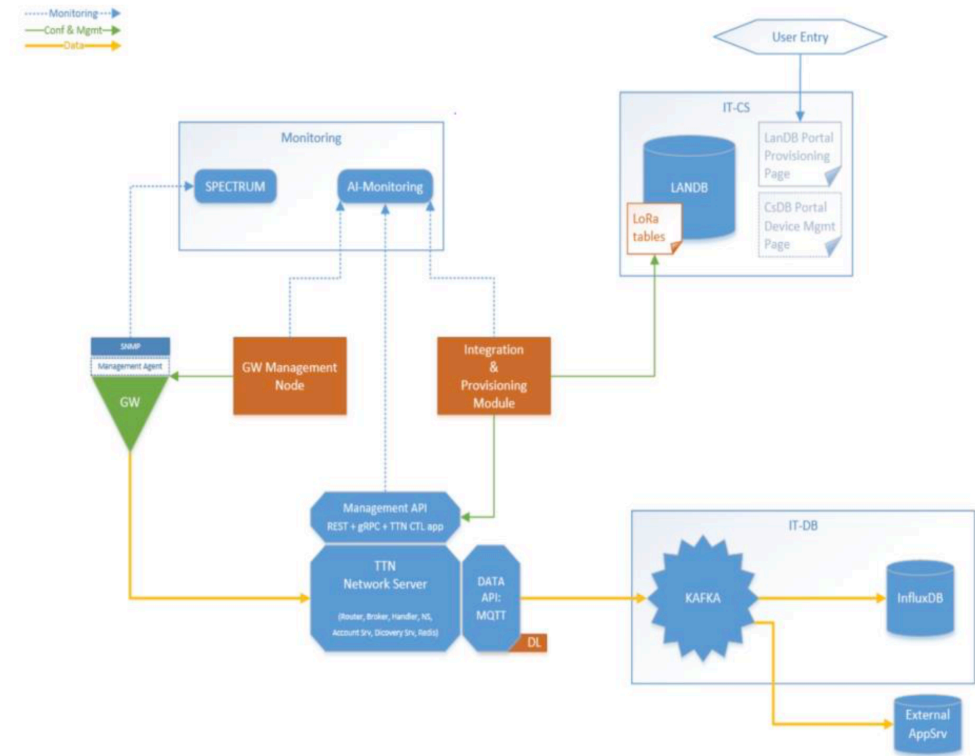 Monitoring
Conf & Mgmt
Data
User Entry
IT-CS
LANDB
LoRa
tables
LanDB Portal
Provisioning
Page
CsDB Portal
Device Mgmt
Page
Monitoring
SPECTRUM
AI-Monitoring
SNMP
Management Agent
GW
GW Management
Node
Integration
&
Provisioning
Module
Management API
REST + gRPC + TTN CTL app
TTN
Network Server
(Router, Broker, Handler, NS,
Account Srv, Dicovery Srv, Redis)
DATA
API:
MQTT
DL
IT-DB
KAFKA
InfluxDB
External
AppSrv